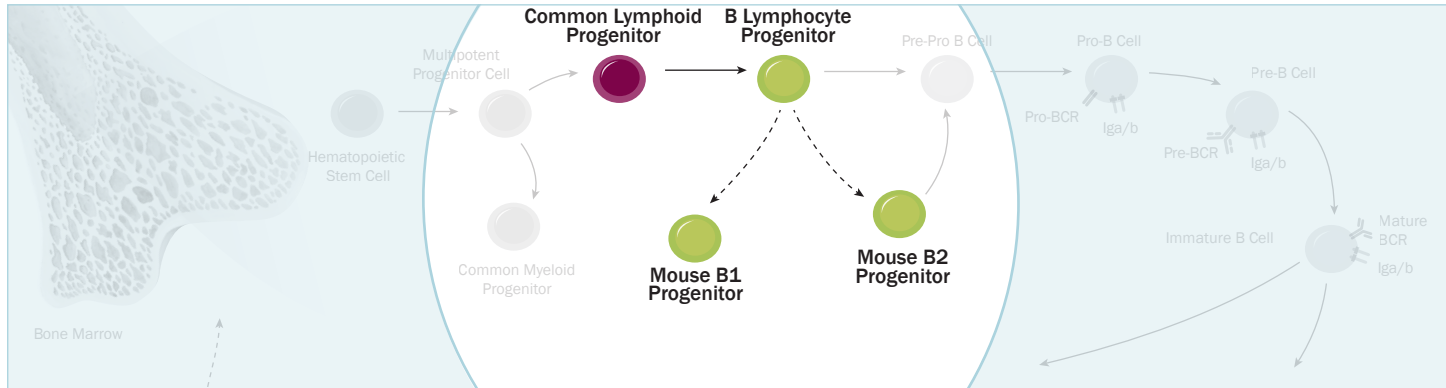 Common Lymphoid
Progenitor
B Lymphocyte
Progenitor
Multipotent
Progenitor Cell
Pre-Pro B Cell
Pro-B Cell
Pre-B Cell
Pro-BCR
Iga/b
Pre-BCR
Iga/b
Hematopoietic
Stem Cell
Mature
BCR
Immature B Cell
Iga/b
Common Myeloid
Progenitor
Mouse B1
Progenitor
Mouse B2
Progenitor
Bone Marrow